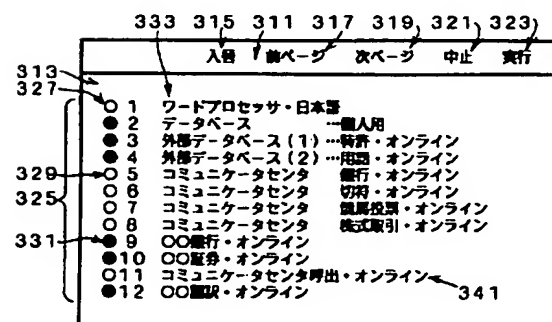 333 315 311 317 319 321 323
入号 前ページ 次ページ 中止 実行
313
327
○ 1 ワードプロセッサ・日本語
● 2 データベース …個人用
● 3 外部データベース(1)…特許・オンライン
● 4 外部データベース(2)…用語・オンライン
329 ○ 5 コミュニケータセンタ 銀行・オンライン
325 ○ 6 コミュニケータセンタ 切符・オンライン
○ 7 コミュニケータセンタ 競馬投票・オンライン
○ 8 コミュニケータセンタ 株式取引・オンライン
331 ● 9 ○○銀行・オンライン
● 10 ○○証券・オンライン
○ 11 コミュニケータセンタ呼出・オンライン
● 12 ○○翻訳・オンライン 341